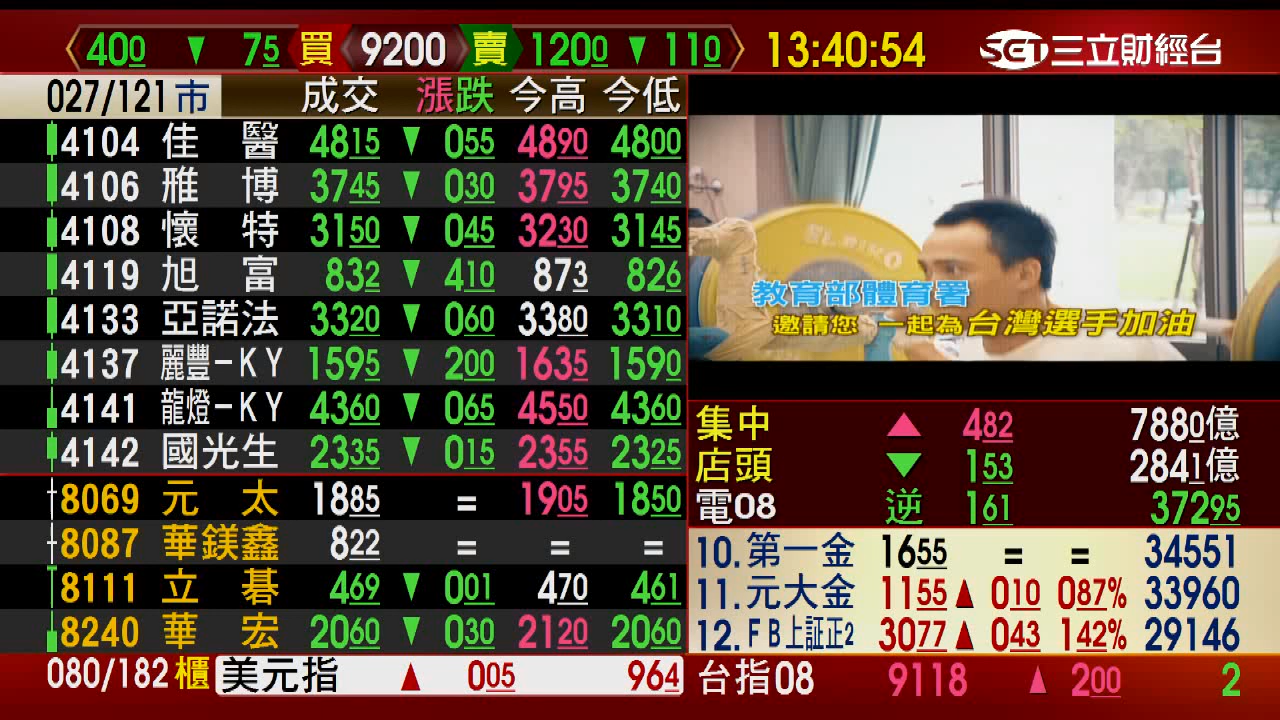 400 ▼ 75 買 9200 賣 1200 ▼ 110 13:40:54 SET三立財經台
027/121 市 成交 漲跌 今高 今低
4104 佳醫 4815 ▼ 055 4890 4800
4106 雃博 3745 ▼ 030 3795 3740
4108 懷特 3150 ▼ 045 3230 3145
4119 旭富 832 ▼ 410 873 826
4133 亞諾法 3320 ▼ 060 3380 3310
4137 麗豐-KY 1595 ▼ 200 1635 1590
4141 龍燈-KY 4360 ▼ 065 4550 4360
4142 國光生 2335 ▼ 015 2355 2325
8069 元太 1885 = 1905 1850
8087 華鎂鑫 822 = = =
8111 立碁 469 ▼ 001 470 461
8240 華宏 2060 ▼ 030 2120 2060
080/182 櫃 美元指 ▲ 005 964
ELEIKO
教育部體育署
邀請您 一起為台灣選手加油
集中 ▲ 482 7880億
店頭 ▼ 153 2841億
電08 逆 161 37295
10. 第一金 1655 = = 34551
11. 元大金 1155 ▲ 010 087% 33960
12. FB上証正2 3077 ▲ 043 142% 29146
台指08 9118 ▲ 200 2